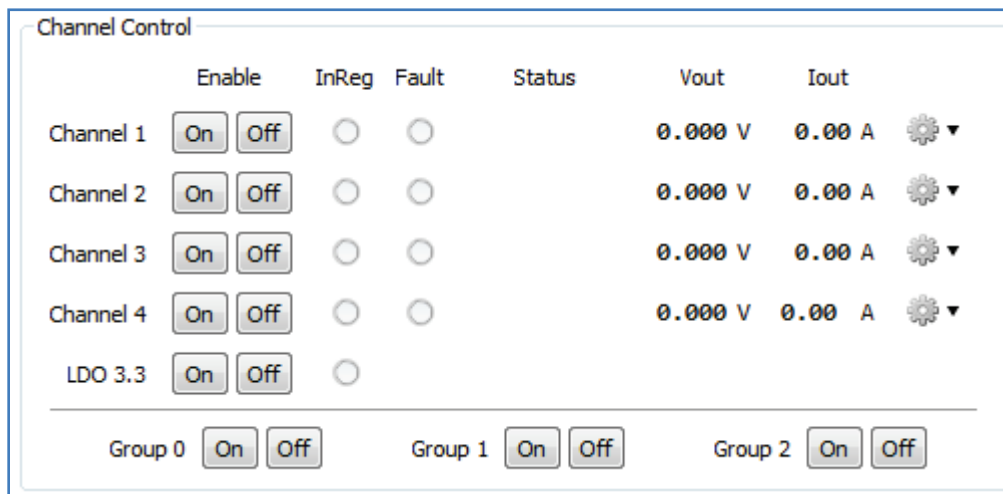 Channel Control
Enable InReg Fault Status Vout Iout
Channel 1 On Off 0.000 V 0.00 A
Channel 2 On Off 0.000 V 0.00 A
Channel 3 On Off 0.000 V 0.00 A
Channel 4 On Off 0.000 V 0.00 A
LDO 3.3 On Off
Group 0 On Off Group 1 On Off Group 2 On Off